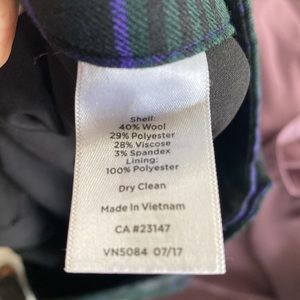 Shell:
40% Wool
29% Polyester
28% Viscose
3% Spandex
Lining:
100% Polyester
Dry Clean
Made in Vietnam
CA #23147
VN5084 07/17